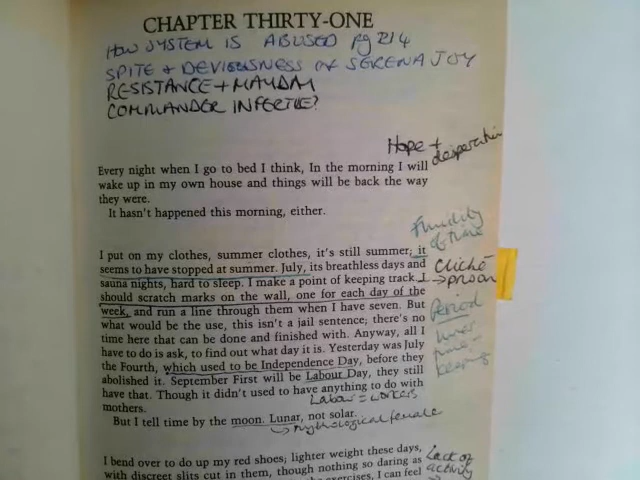 CHAPTER THIRTY-ONE
HOW SYSTEM IS ABUSED pg 214
SPITE + DEVIOUSNESS OF SERENA JOY
RESISTANCE + MAYDAY
COMMANDER INFERTILE?
Hope +
desperation
Every night when I go to bed I think, In the morning I will
wake up in my own house and things will be back the way
they were.
It hasn't happened this morning, either.
of time
I put on my clothes, summer clothes, it's still summer; it
seems to have stopped at summer. July, its breathless days and
sauna nights, hard to sleep. I make a point of keeping track. I
should scratch marks on the wall, one for each day of the
week, and run a line through them when I have seven. But
what would be the use, this isn't a jail sentence; there's no
time here that can be done and finished with. Anyway, all I
have to do is ask, to find out what day it is. Yesterday was July
the Fourth, which used to be Independence Day, before they
abolished it. September First will be Labour Day, they still
have that. Though it didn't used to have anything to do with
mothers.
Cliché
→ prison
Period
Labour = workers
But I tell time by the moon. Lunar, not solar.
→ mythological female
I bend over to do up my red shoes; lighter weight these days,
with discreet slits cut in them, though nothing so daring as
exercises, I can feel
Lack of
activity